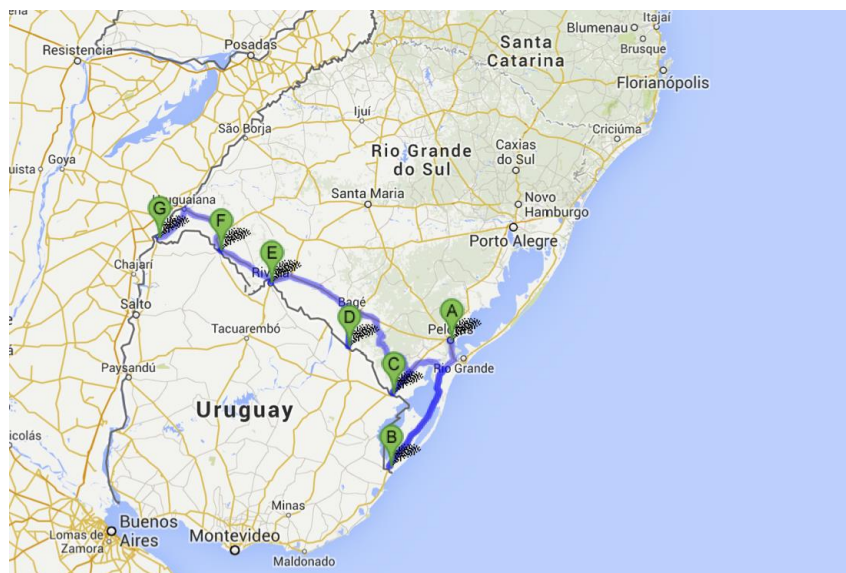 Itajaí
Blumenau
Brusque
Santa
Catarina
Posadas
Resistencia
Florianópolis
Ijuí
São Borja
Criciúma
Caxias
do Sul
Rio Grande
do Sul
Goya
uista
Santa Maria
Novo
Hamburgo
Porto Alegre
G
F
E
Chajarí
Salto
Bagé
D
A
Tacuarembó
Rio Grande
Paysandú
C
Uruguay
B
icolás
Minas
Buenos
Aires
Lomas de
Zamora
Montevideo
Maldonado